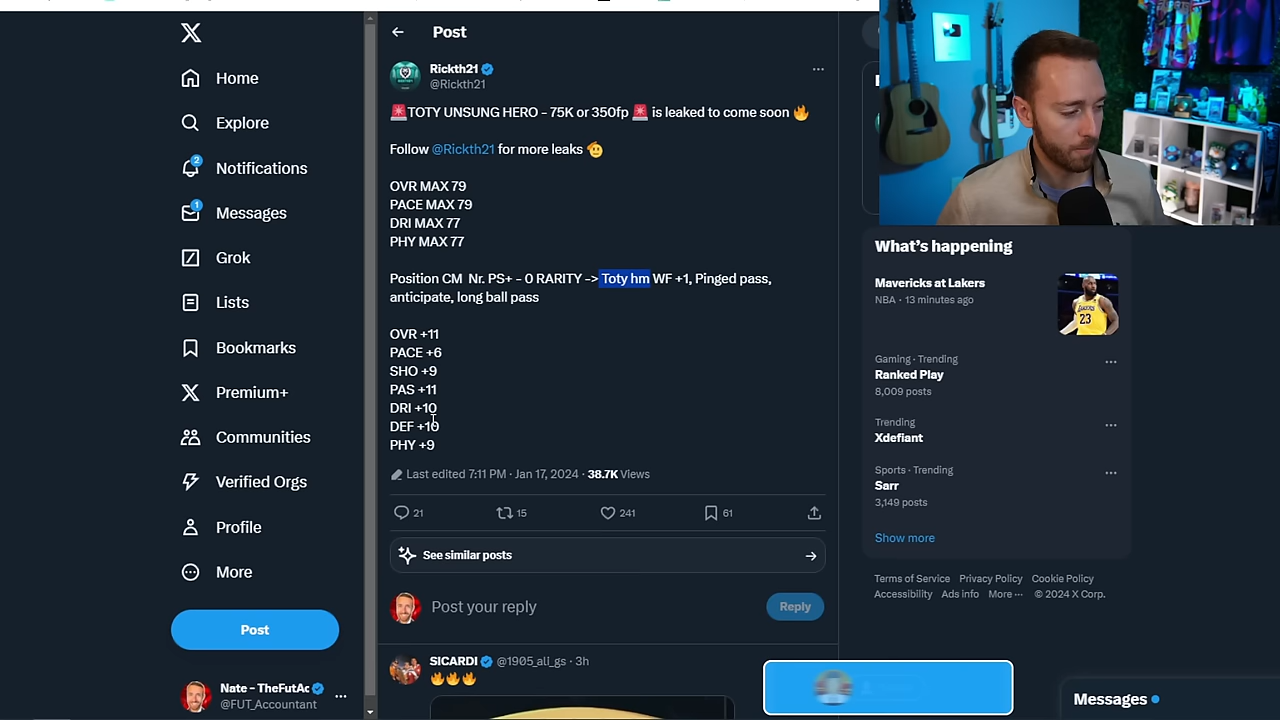 Home
Explore
2
Notifications
1
Messages
Grok
Lists
Bookmarks
Premium+
Communities
Verified Orgs
Profile
More
Post
Nate - TheFutAc
@FUT_Accountant
Post
Rickth21
@Rickth21
🚨TOTY UNSUNG HERO - 75K or 350fp 🚨 is leaked to come soon 🔥
Follow @Rickth21 for more leaks 🫡
OVR MAX 79
PACE MAX 79
DRI MAX 77
PHY MAX 77
Position CM Nr. PS+ - 0 RARITY -> Toty hm WF +1, Pinged pass,
anticipate, long ball pass
OVR +11
PACE +6
SHO +9
PAS +11
DRI +10
DEF +10
PHY +9
Last edited 7:11 PM · Jan 17, 2024 · 38.7K Views
21 15 241 61
See similar posts
Post your reply
Reply
SICARDI @1905_ali_gs · 3h
🔥🔥🔥
What's happening
Mavericks at Lakers
NBA · 13 minutes ago
23
Gaming · Trending
Ranked Play
8,009 posts
Trending
Xdefiant
Sports · Trending
Sarr
3,149 posts
Show more
Terms of Service Privacy Policy Cookie Policy
Accessibility Ads info More ··· © 2024 X Corp.
Messages